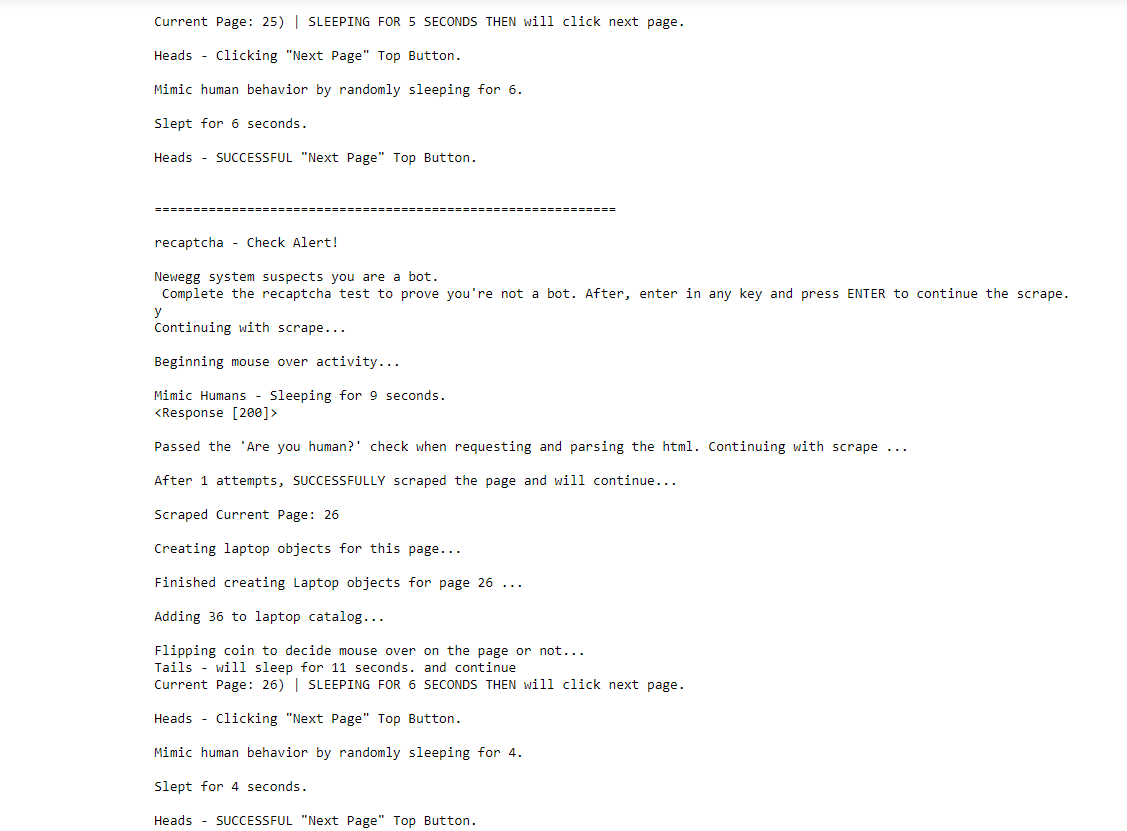 Current Page: 25) | SLEEPING FOR 5 SECONDS THEN will click next page.
Heads - Clicking "Next Page" Top Button.
Mimic human behavior by randomly sleeping for 6.
Slept for 6 seconds.
Heads - SUCCESSFUL "Next Page" Top Button.
============================================================
recaptcha - Check Alert!
Newegg system suspects you are a bot.
Complete the recaptcha test to prove you're not a bot. After, enter in any key and press ENTER to continue the scrape.
y
Continuing with scrape...
Beginning mouse over activity...
Mimic Humans - Sleeping for 9 seconds.
<Response [200]>
Passed the 'Are you human?' check when requesting and parsing the html. Continuing with scrape ...
After 1 attempts, SUCCESSFULLY scraped the page and will continue...
Scraped Current Page: 26
Creating laptop objects for this page...
Finished creating Laptop objects for page 26 ...
Adding 36 to laptop catalog...
Flipping coin to decide mouse over on the page or not...
Tails - will sleep for 11 seconds. and continue
Current Page: 26) | SLEEPING FOR 6 SECONDS THEN will click next page.
Heads - Clicking "Next Page" Top Button.
Mimic human behavior by randomly sleeping for 4.
Slept for 4 seconds.
Heads - SUCCESSFUL "Next Page" Top Button.